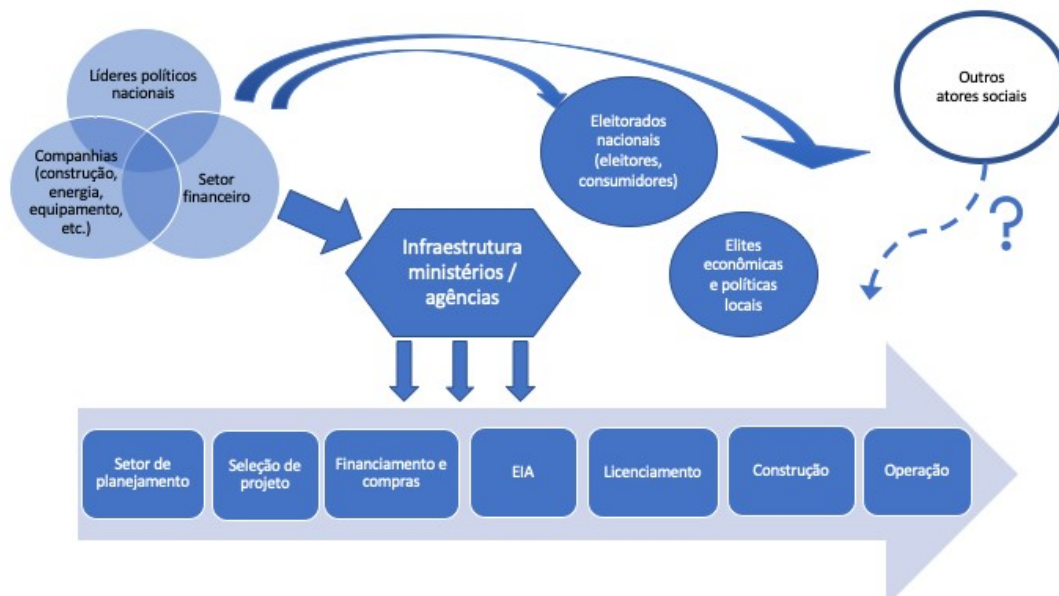 Líderes políticos
nacionais
Companhias
(construção,
energia,
equipamento,
etc.)
Setor
financeiro
Eleitorados
nacionais
(eleitores,
consumidores)
Outros
atores sociais
?
Infraestrutura
ministérios /
agências
Elites
econômicas
e políticas
locais
Setor de
planejamento
Seleção de
projeto
Financiamento e
compras
EIA
Licenciamento
Construção
Operação